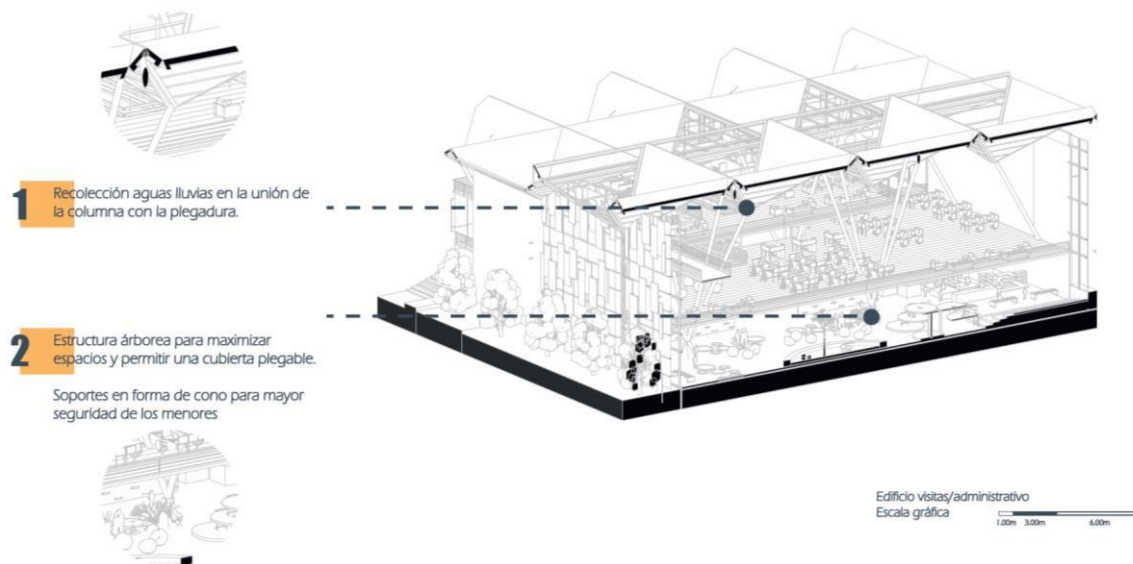 1
Recolección aguas lluvias en la unión de
la columna con la plegadura.
2
Estructura árborea para maximizar
espacios y permitir una cubierta plegable.
Soportes en forma de cono para mayor
seguridad de los menores
Edificio visitas/administrativo
Escala gráfica
1.00m 3.00m 6.00m